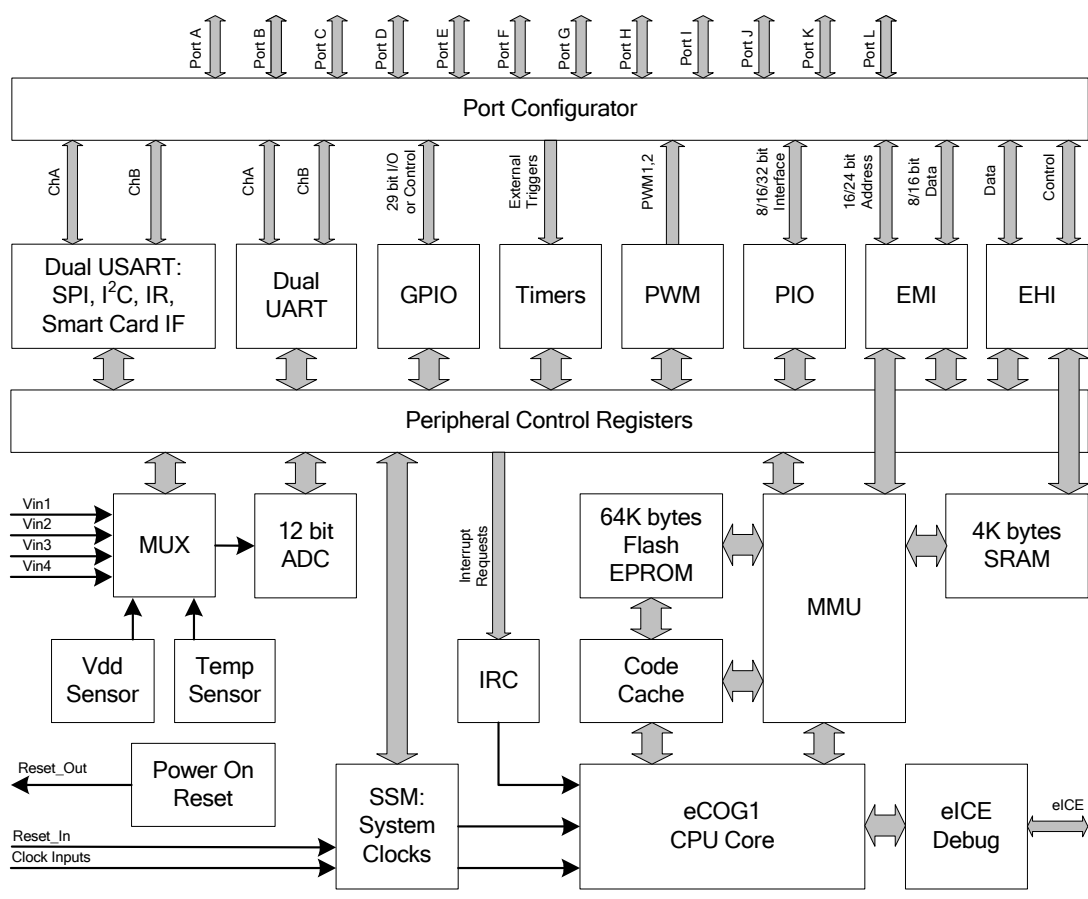 Port A
Port B
Port C
Port D
Port E
Port F
Port G
Port H
Port I
Port J
Port K
Port L
Port Configurator
ChA
ChB
ChA
ChB
29 bit I/O
or Control
External
Triggers
PWM1,2
8/16/32 bit
Interface
16/24 bit
Address
8/16 bit
Data
Data
Control
Dual USART:
SPI, I²C, IR,
Smart Card IF
Dual
UART
GPIO
Timers
PWM
PIO
EMI
EHI
Peripheral Control Registers
Vin1
Vin2
Vin3
Vin4
MUX
12 bit
ADC
Interrupt
Requests
64K bytes
Flash
EPROM
MMU
4K bytes
SRAM
Vdd
Sensor
Temp
Sensor
IRC
Code
Cache
Reset_Out
Power On
Reset
Reset_In
Clock Inputs
SSM:
System
Clocks
eCOG1
CPU Core
eICE
Debug
eICE